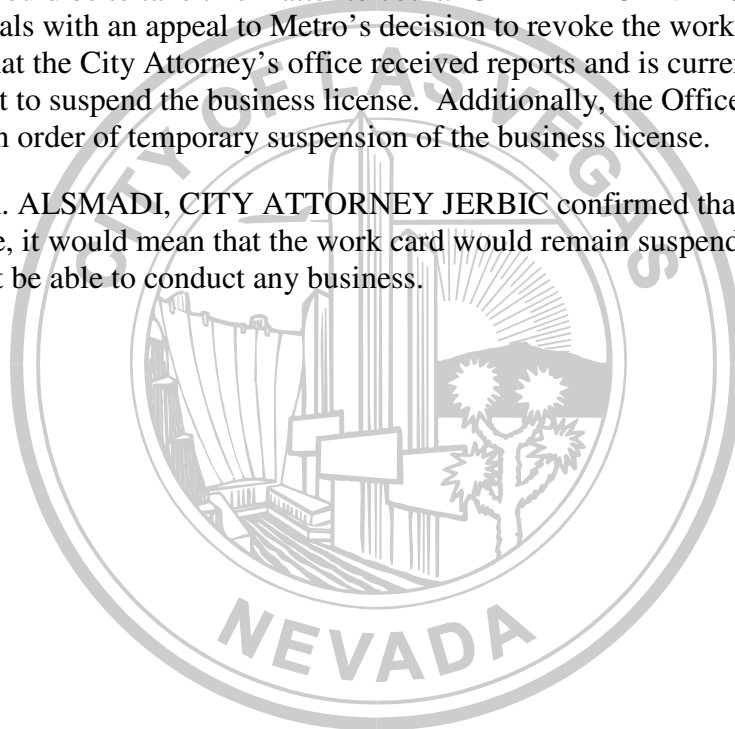 als with an appeal to Metro’s decision to revoke the work
at the City Attorney’s office received reports and is curren
t to suspend the business license. Additionally, the Office
n order of temporary suspension of the business license.
. ALSMADI, CITY ATTORNEY JERBIC confirmed tha
e, it would mean that the work card would remain suspend
t be able to conduct any business.
CITY OF LAS VEGAS
NEVADA